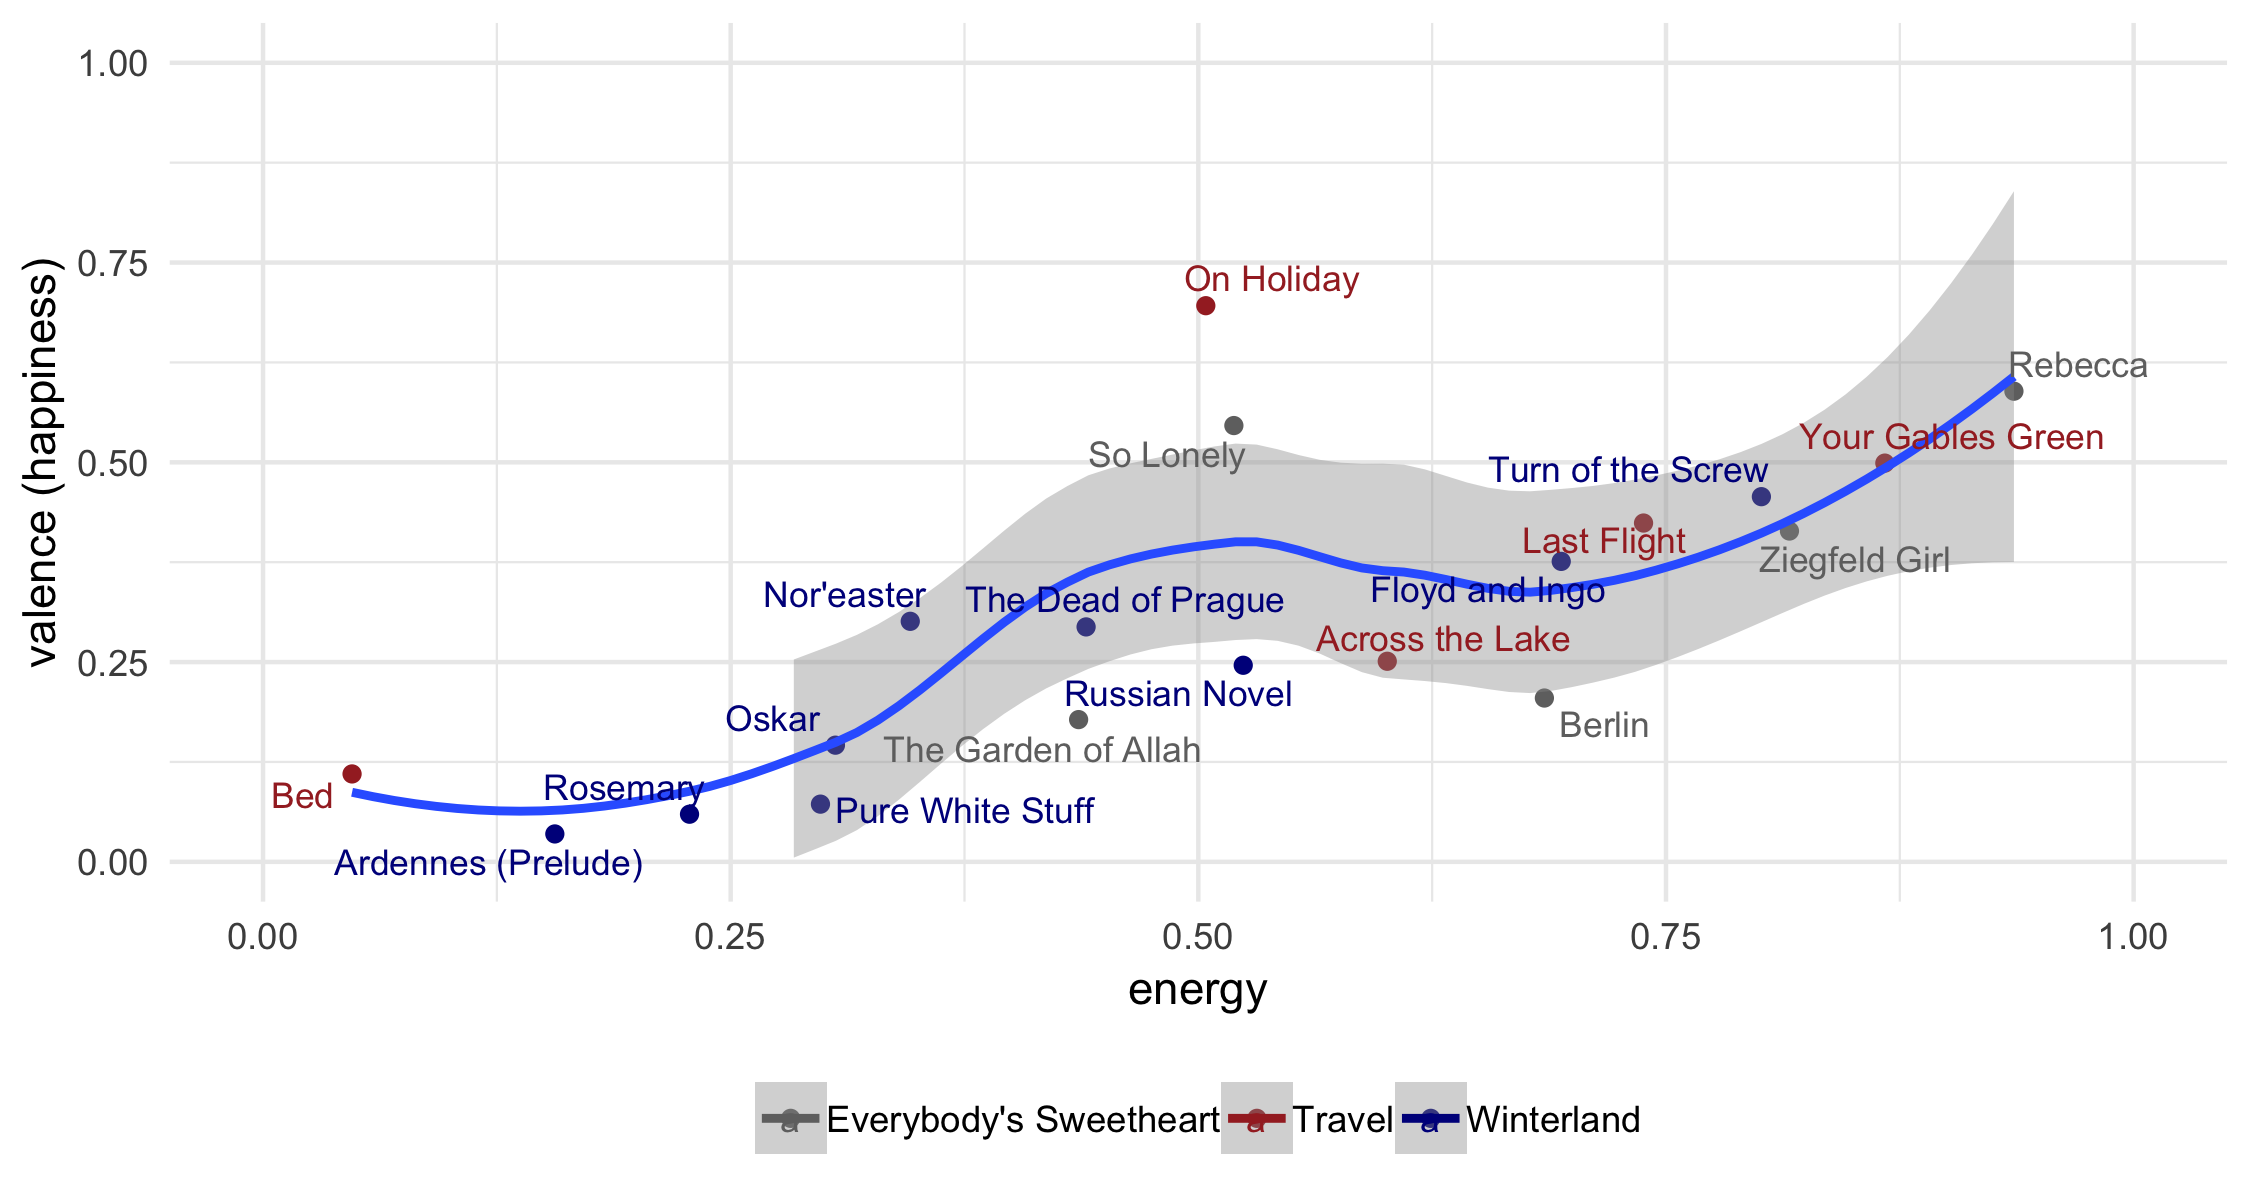 1.00
0.75
0.50
0.25
0.00
valence (happiness)
On Holiday
Rebecca
Your Gables Green
So Lonely
Turn of the Screw
Last Flight
Ziegfeld Girl
Nor'easter
The Dead of Prague
Floyd and Ingo
Across the Lake
Russian Novel
Oskar
Berlin
The Garden of Allah
Bed
Rosemary
Pure White Stuff
Ardennes (Prelude)
0.00 0.25 0.50 0.75 1.00
energy
a Everybody's Sweetheart a Travel a Winterland